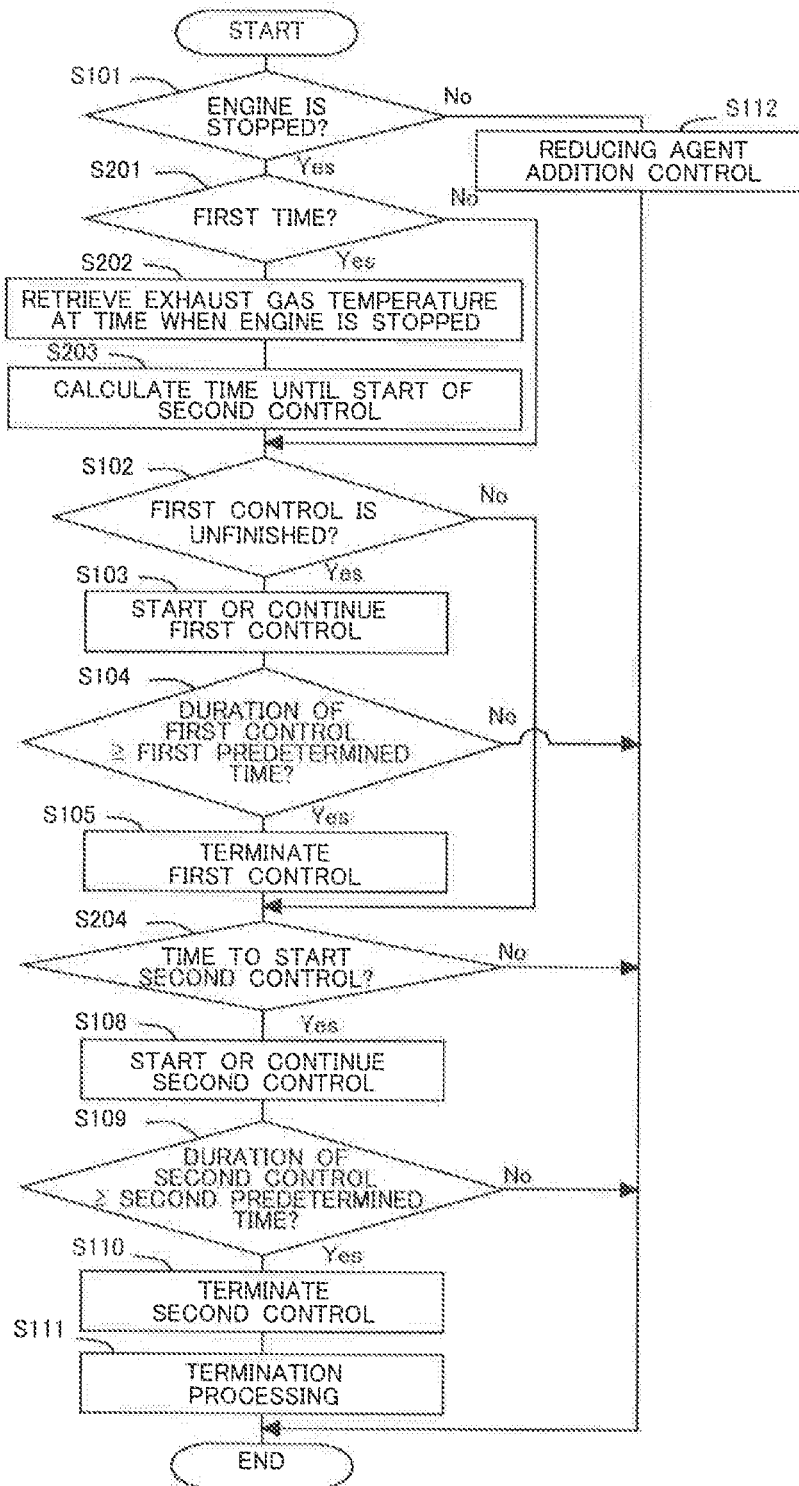 START
S101
ENGINE IS
STOPPED?
No
S112
REDUCING AGENT
ADDITION CONTROL
Yes
S201
FIRST TIME?
No
Yes
S202
RETRIEVE EXHAUST GAS TEMPERATURE
AT TIME WHEN ENGINE IS STOPPED
S203
CALCULATE TIME UNTIL START OF
SECOND CONTROL
S102
FIRST CONTROL IS
UNFINISHED?
No
Yes
S103
START OR CONTINUE
FIRST CONTROL
S104
DURATION OF
FIRST CONTROL
≥ FIRST PREDETERMINED
TIME?
No
Yes
S105
TERMINATE
FIRST CONTROL
S204
TIME TO START
SECOND CONTROL?
No
Yes
S108
START OR CONTINUE
SECOND CONTROL
S109
DURATION OF
SECOND CONTROL
≥ SECOND PREDETERMINED
TIME?
No
Yes
S110
TERMINATE
SECOND CONTROL
S111
TERMINATION
PROCESSING
END